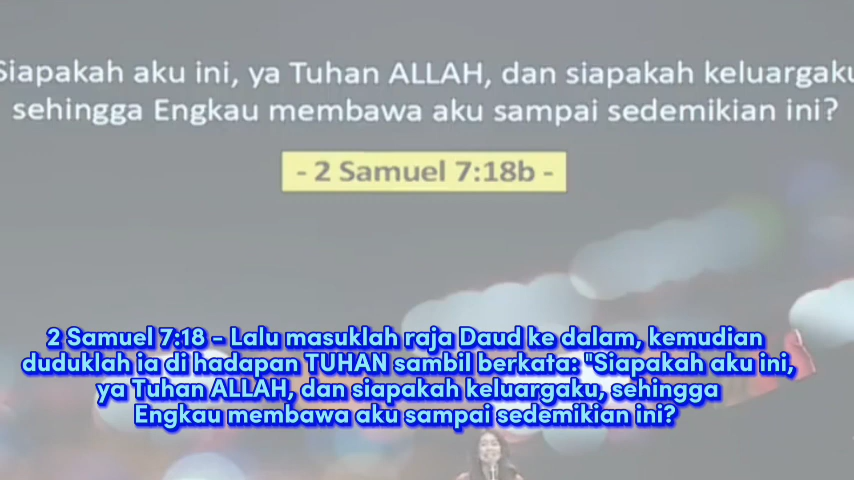 Siapakah aku ini, ya Tuhan ALLAH, dan siapakah keluargaku
sehingga Engkau membawa aku sampai sedemikian ini?
- 2 Samuel 7:18b -
2 Samuel 7:18 - Lalu masuklah raja Daud ke dalam, kemudian
duduklah ia di hadapan TUHAN sambil berkata: "Siapakah aku ini,
ya Tuhan ALLAH, dan siapakah keluargaku, sehingga
Engkau membawa aku sampai sedemikian ini?